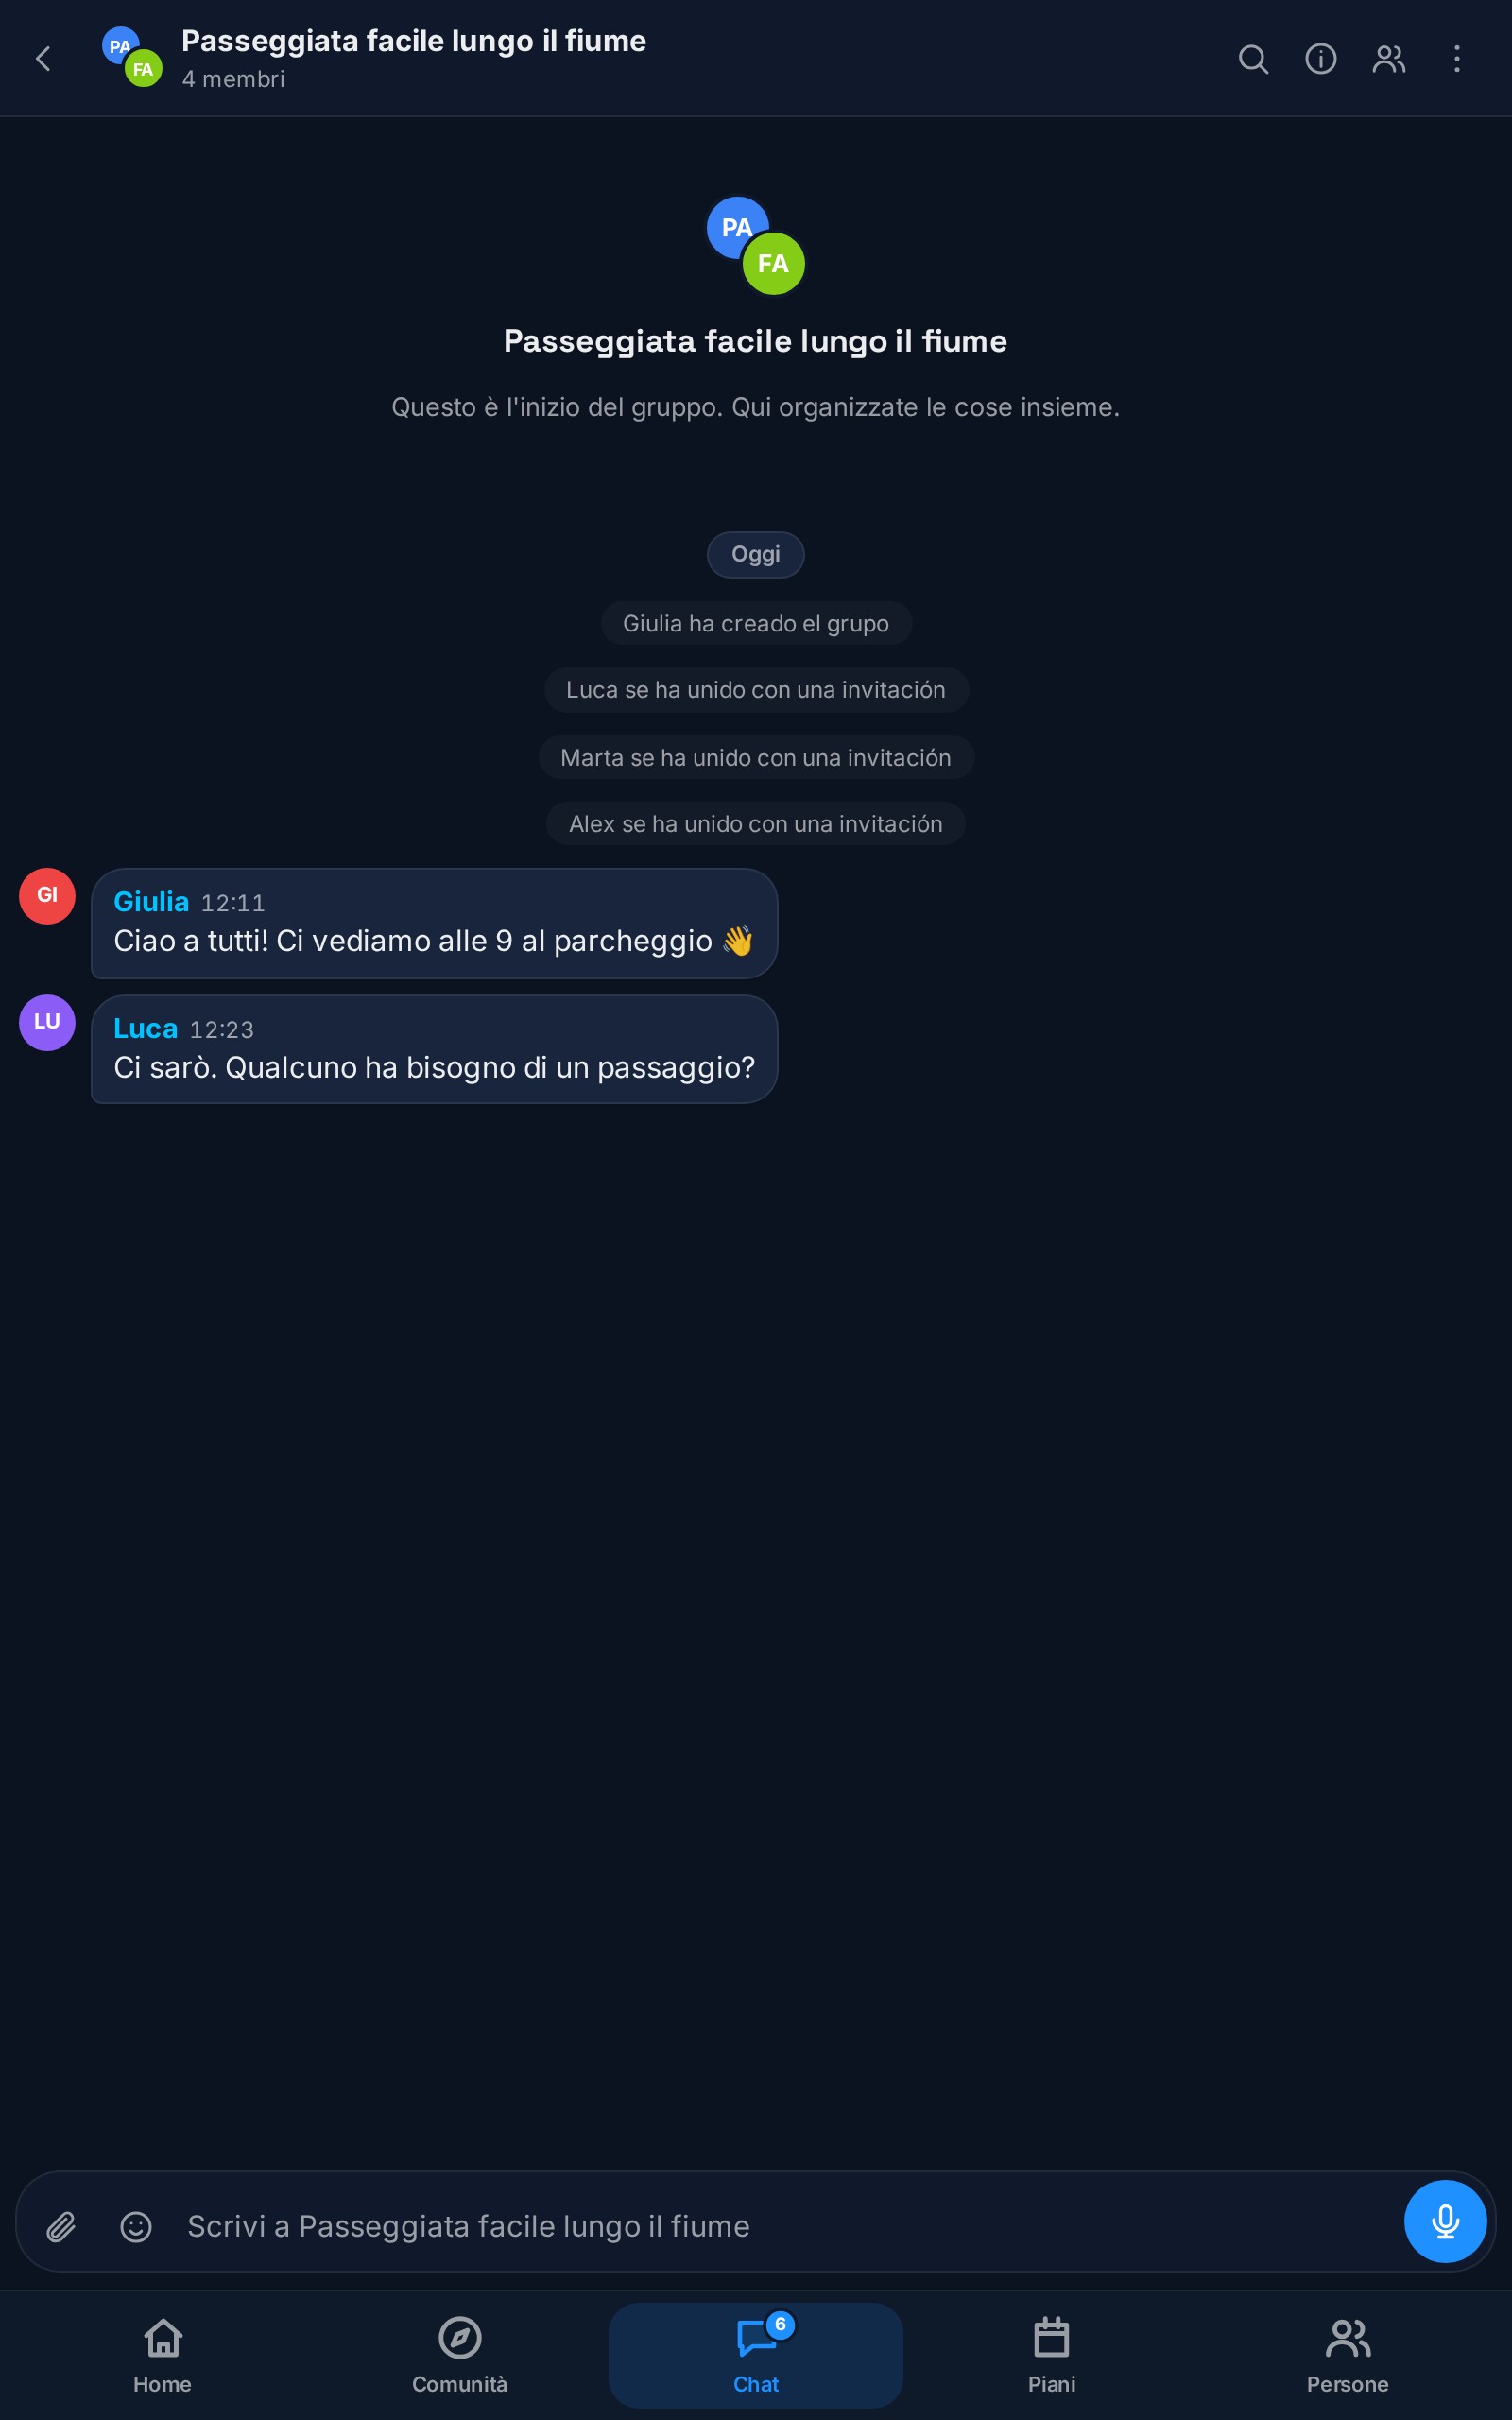 PA
FA
Passeggiata facile lungo il fiume
4 membri
PA
FA
Passeggiata facile lungo il fiume
Questo è l'inizio del gruppo. Qui organizzate le cose insieme.
Oggi
Giulia ha creado el grupo
Luca se ha unido con una invitación
Marta se ha unido con una invitación
Alex se ha unido con una invitación
GI
Giulia 12:11
Ciao a tutti! Ci vediamo alle 9 al parcheggio 👋
LU
Luca 12:23
Ci sarò. Qualcuno ha bisogno di un passaggio?
Scrivi a Passeggiata facile lungo il fiume
6
Home
Comunità
Chat
Piani
Persone